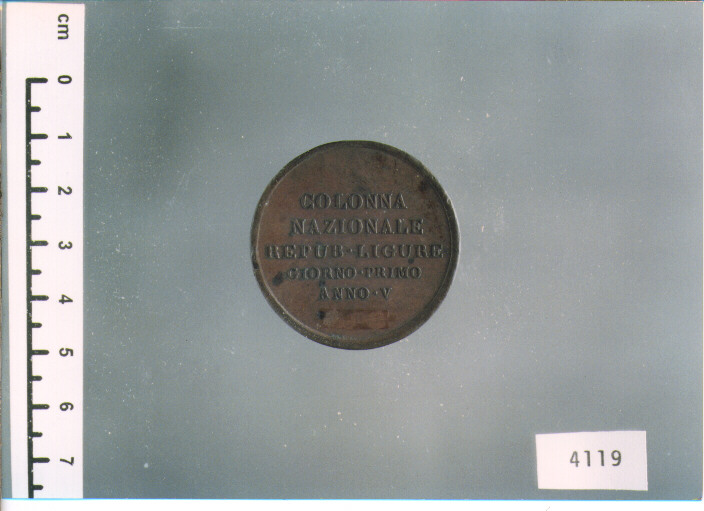 cm
0
1
2
3
4
5
6
7
COLONNA
NAZIONALE
REPUB·LIGURE
GIORNO·PRIMO
ANNO·V
4119